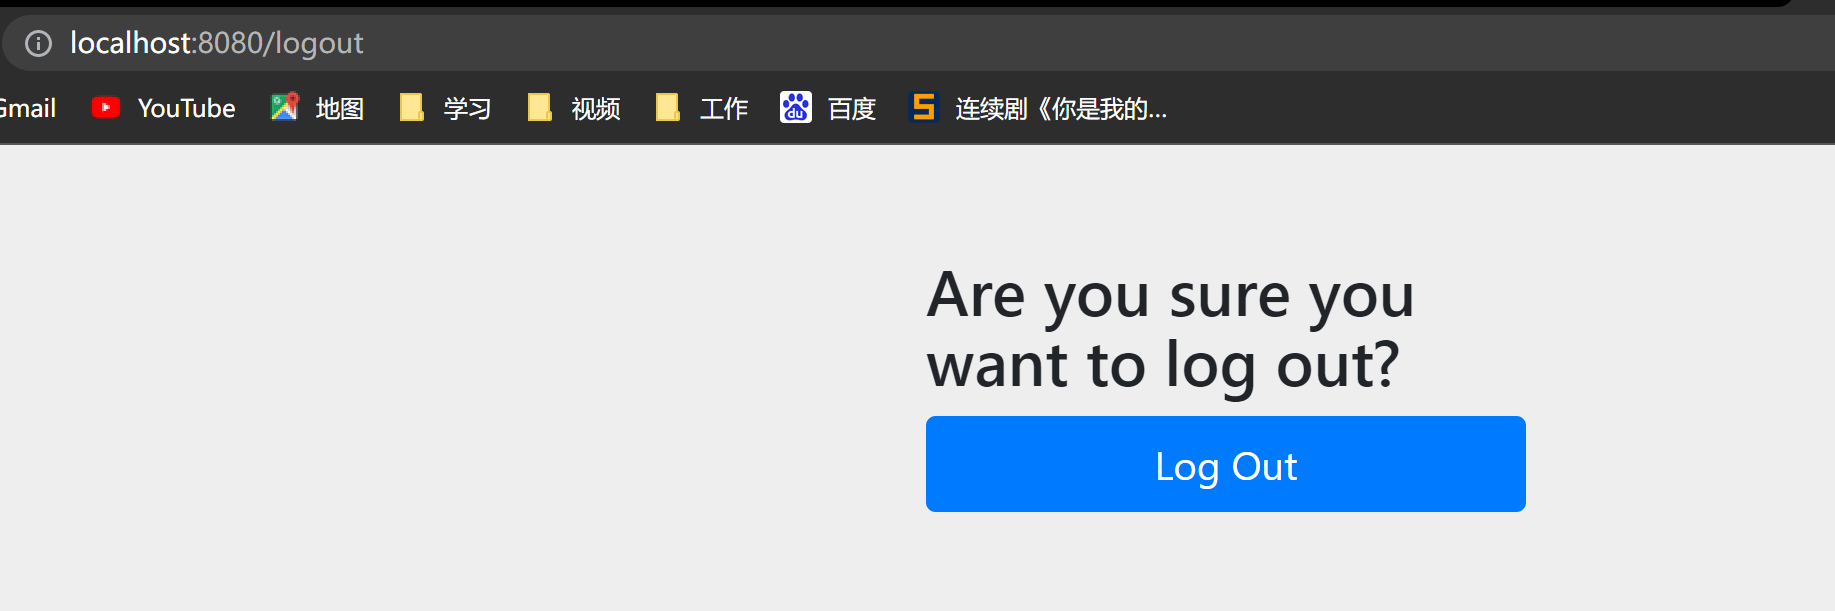 localhost:8080/logout
Gmail YouTube 地图 学习 视频 工作 du 百度 连续剧《你是我的...
Are you sure you
want to log out?
Log Out